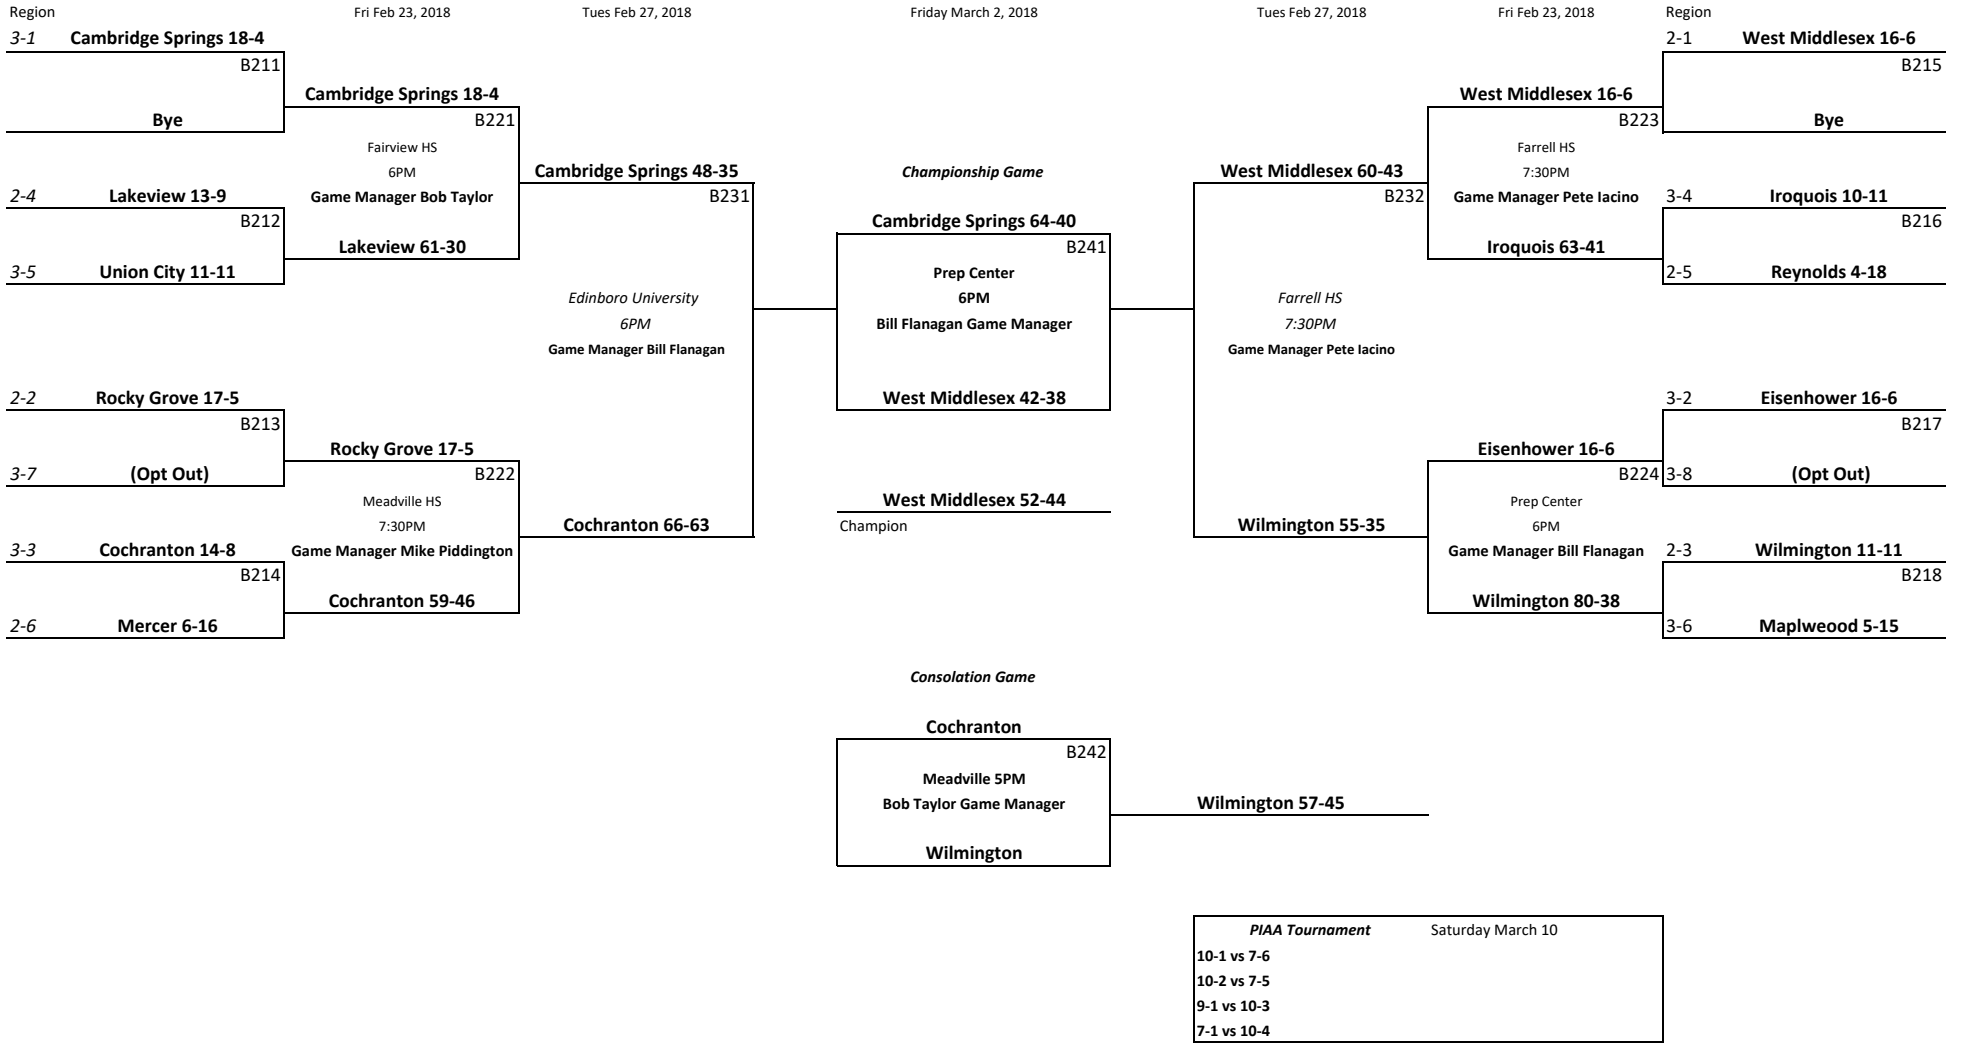 Region
Fri Feb 23, 2018
Tues Feb 27, 2018
Friday March 2, 2018
Tues Feb 27, 2018
Fri Feb 23, 2018
Region
3-1 Cambridge Springs 18-4
B211
Bye
2-4 Lakeview 13-9
B212
3-5 Union City 11-11
2-2 Rocky Grove 17-5
B213
3-7 (Opt Out)
3-3 Cochranton 14-8
B214
2-6 Mercer 6-16
Cambridge Springs 18-4
B221
Fairview HS
6PM
Game Manager Bob Taylor
Lakeview 61-30
Rocky Grove 17-5
B222
Meadville HS
7:30PM
Game Manager Mike Piddington
Cochranton 59-46
Cambridge Springs 48-35
B231
Edinboro University
6PM
Game Manager Bill Flanagan
Cochranton 66-63
Championship Game
Cambridge Springs 64-40
B241
Prep Center
6PM
Bill Flanagan Game Manager
West Middlesex 42-38
West Middlesex 52-44
Champion
West Middlesex 60-43
B232
Farrell HS
7:30PM
Game Manager Pete Iacino
Wilmington 55-35
West Middlesex 16-6
B223
Farrell HS
7:30PM
Game Manager Pete Iacino
Iroquois 63-41
Eisenhower 16-6
B224
Prep Center
6PM
Game Manager Bill Flanagan
Wilmington 80-38
2-1 West Middlesex 16-6
B215
Bye
3-4 Iroquois 10-11
B216
2-5 Reynolds 4-18
3-2 Eisenhower 16-6
B217
3-8 (Opt Out)
2-3 Wilmington 11-11
B218
3-6 Maplweood 5-15
Consolation Game
Cochranton
B242
Meadville 5PM
Bob Taylor Game Manager
Wilmington
Wilmington 57-45
PIAA Tournament Saturday March 10
10-1 vs 7-6
10-2 vs 7-5
9-1 vs 10-3
7-1 vs 10-4